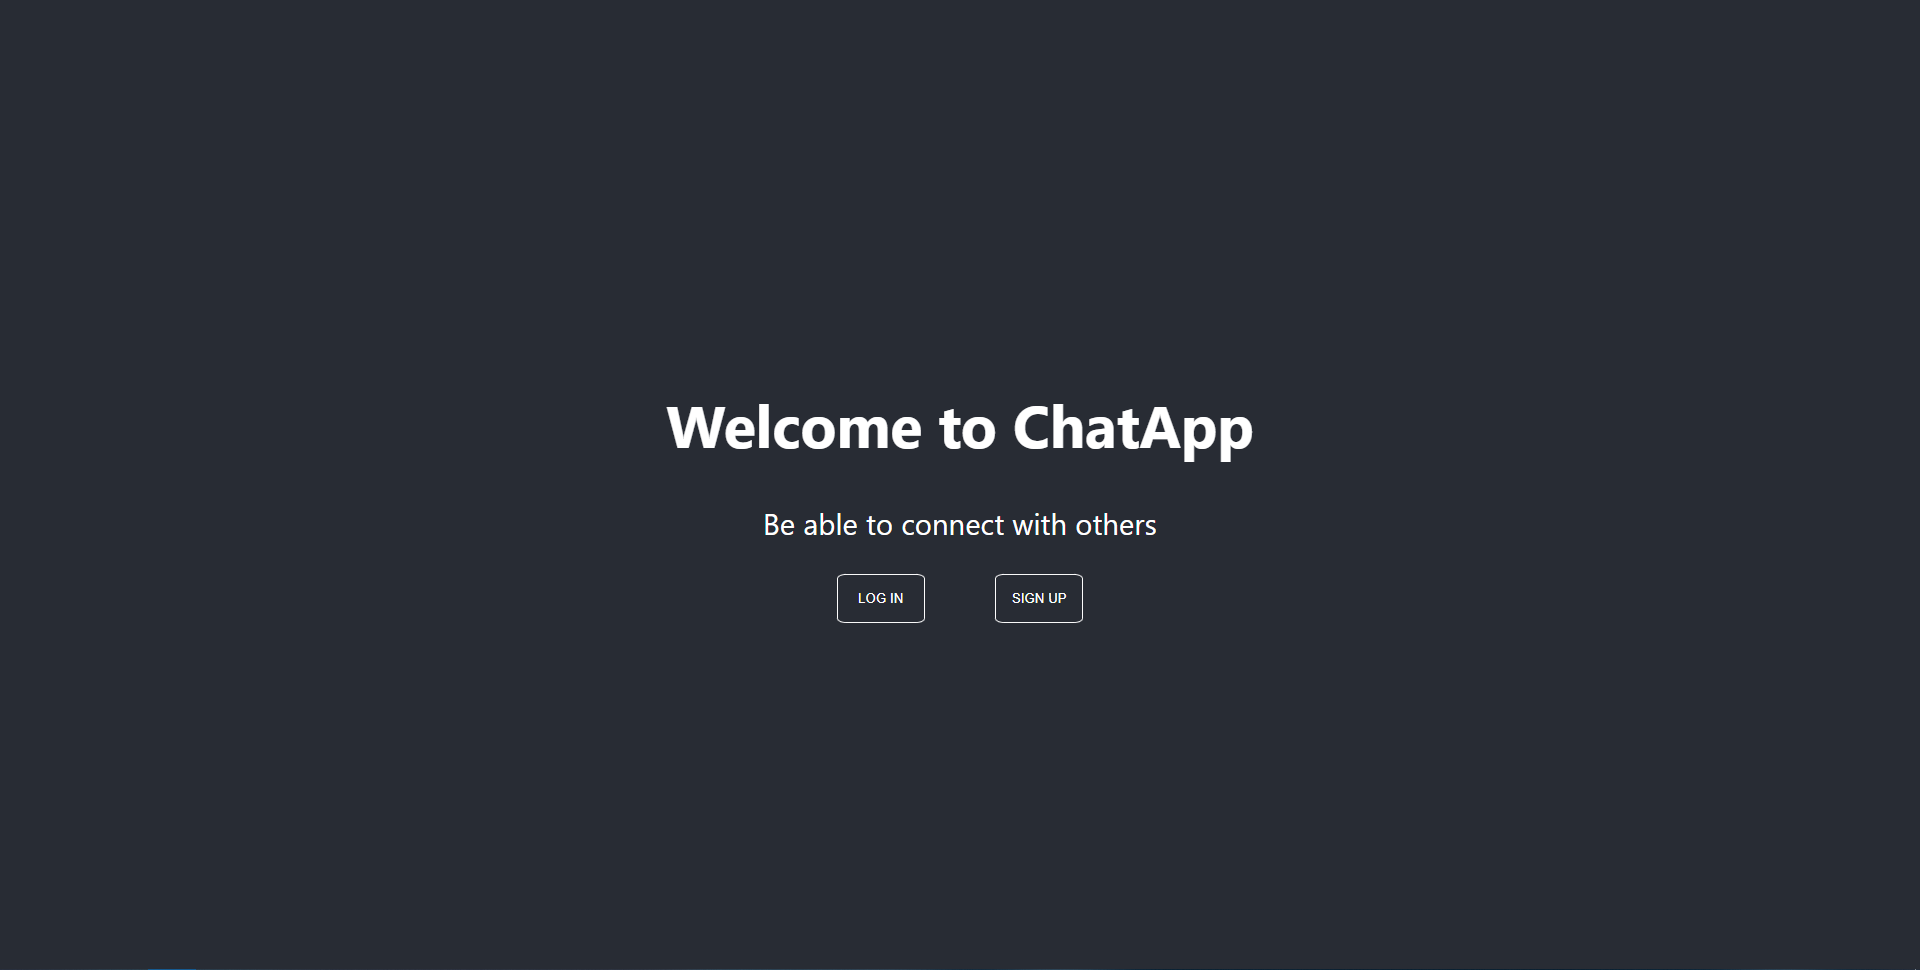 Welcome to ChatApp
Be able to connect with others
LOG IN
SIGN UP